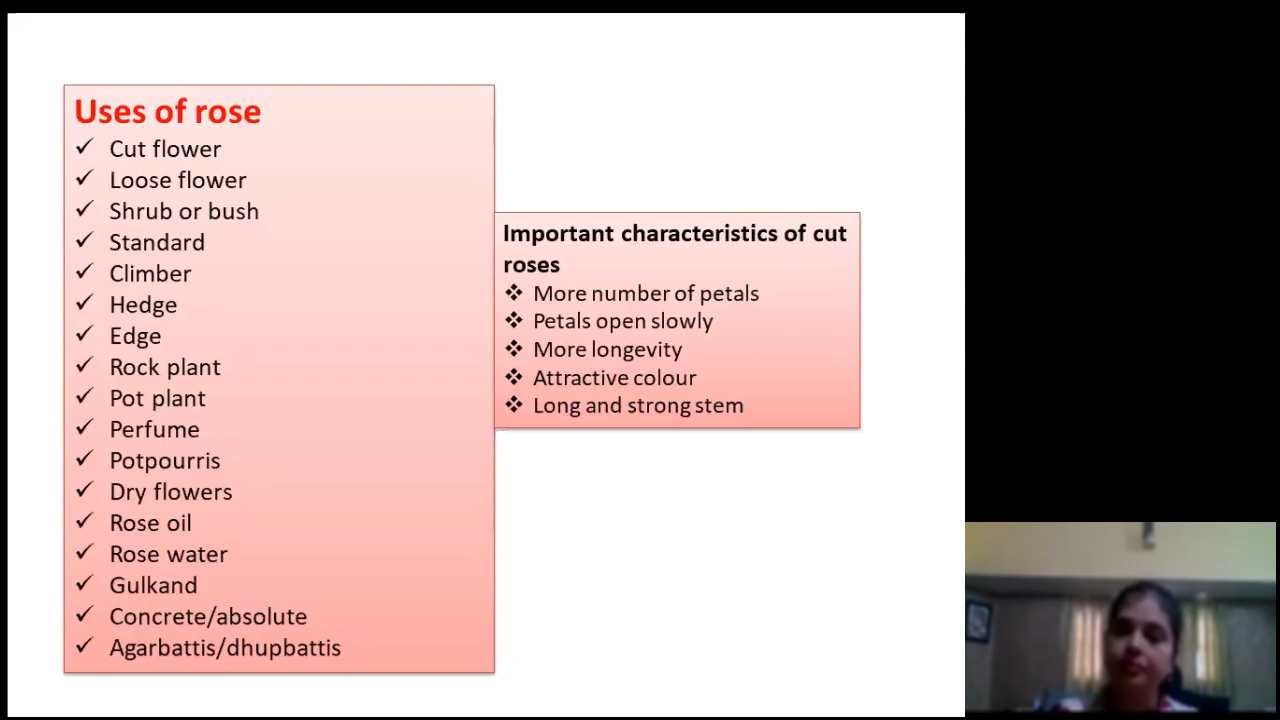 Uses of rose
✓ Cut flower
✓ Loose flower
✓ Shrub or bush
✓ Standard
✓ Climber
✓ Hedge
✓ Edge
✓ Rock plant
✓ Pot plant
✓ Perfume
✓ Potpourris
✓ Dry flowers
✓ Rose oil
✓ Rose water
✓ Gulkand
✓ Concrete/absolute
✓ Agarbattis/dhupbattis
Important characteristics of cut
roses
❖ More number of petals
❖ Petals open slowly
❖ More longevity
❖ Attractive colour
❖ Long and strong stem